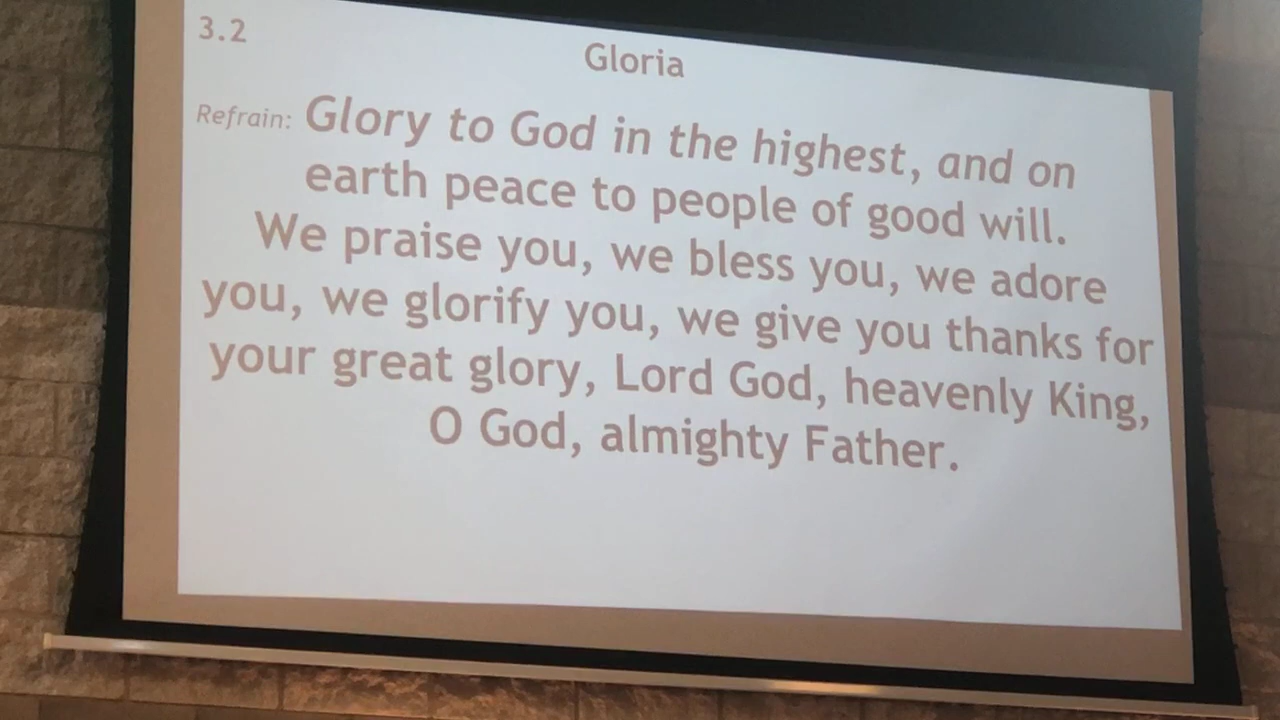 3.2
Gloria
Refrain: Glory to God in the highest, and on
earth peace to people of good will.
We praise you, we bless you, we adore
you, we glorify you, we give you thanks for
your great glory, Lord God, heavenly King,
O God, almighty Father.